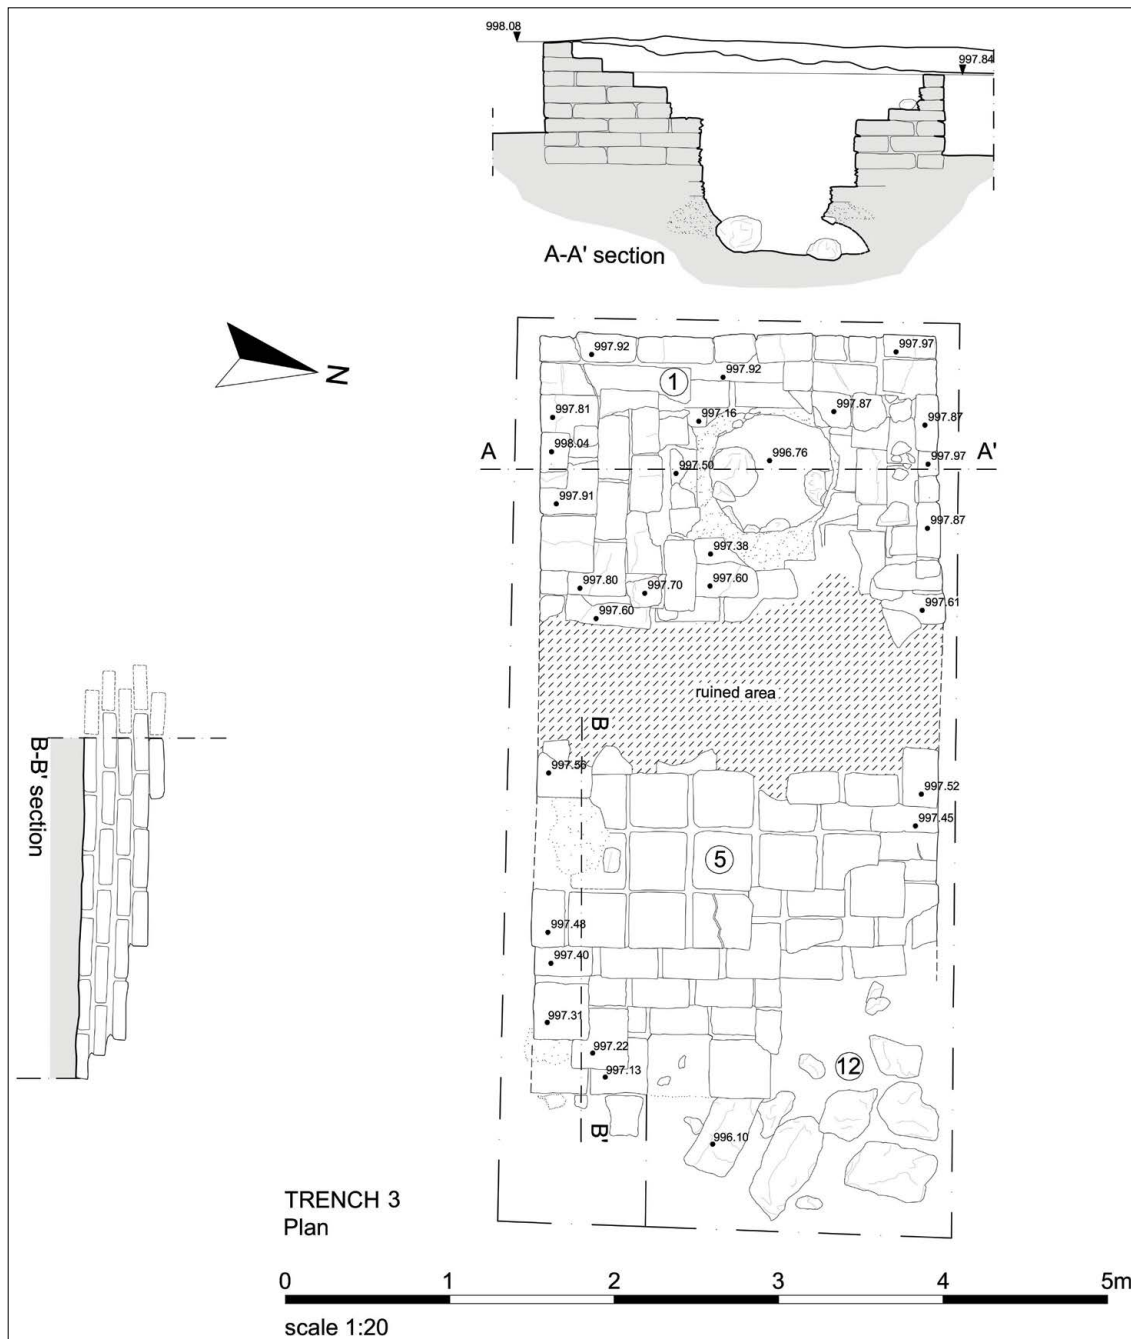 998.08
997.84
A-A' section
N
997.92
997.97
997.92
1
997.81
997.16
997.87
997.87
A
998.04
996.76
A'
997.50
997.97
997.91
997.87
997.38
997.80
997.70
997.60
997.60
997.61
ruined area
B
B-B' section
997.56
997.52
997.45
5
997.48
997.40
997.31
997.22
12
997.13
B'
996.10
TRENCH 3
Plan
0 1 2 3 4 5m
scale 1:20